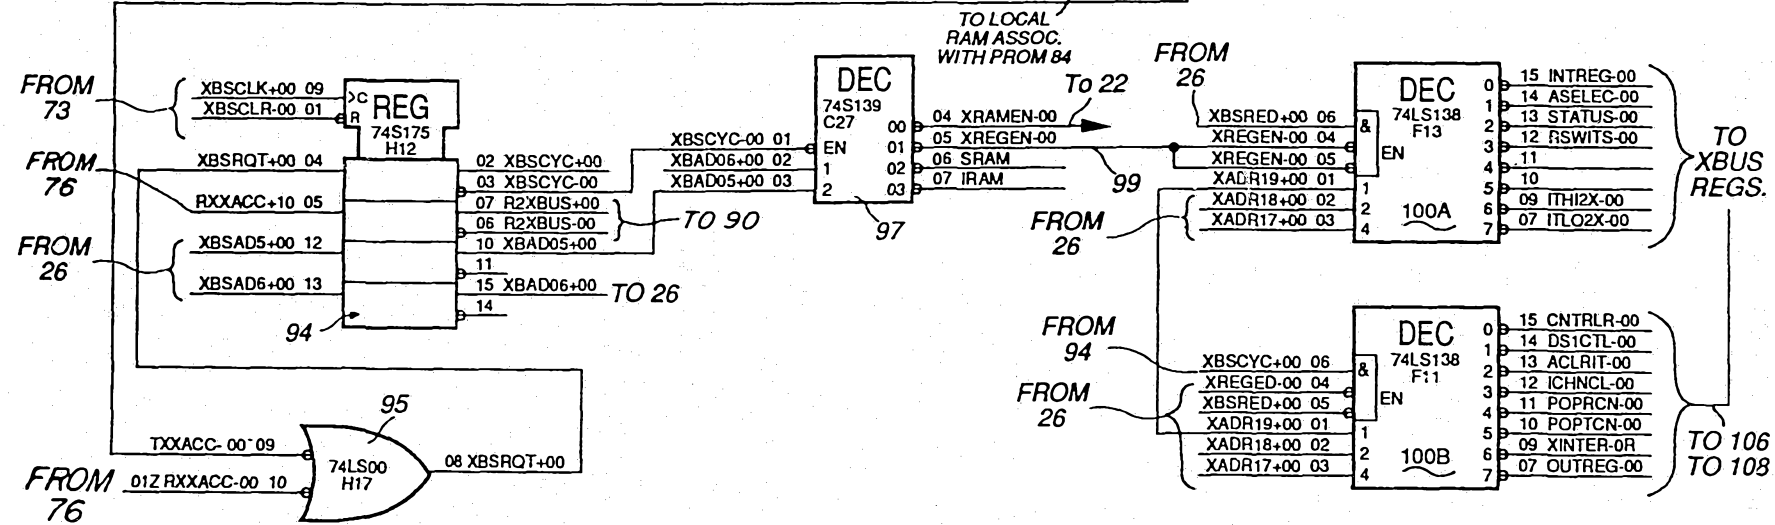 TO LOCAL
RAM ASSOC.
WITH PROM 84
FROM
73
XBSCLK+00 09
XBSCLR-00 01
>C
R
REG
74S175
H12
FROM
76
XBSRQT+00 04
RXXACC+10 05
FROM
26
XBSAD5+00 12
XBSAD6+00 13
94
02 XBSCYC+00
03 XBSCYC-00
07 R2XBUS+00
06 R2XBUS-00
TO 90
10 XBAD05+00
11
15 XBAD06+00
TO 26
14
95
TXXACC-00 09
FROM
76
01Z RXXACC-00 10
74LS00
H17
08 XBSRQT+00
XBSCYC-00 01
XBAD06+00 02
XBAD05+00 03
DEC
74S139
C27
EN
1
2
00
01
02
03
97
04 XRAMEN-00
05 XREGEN-00
06 SRAM
07 IRAM
To 22
99
FROM
26
XBSRED+00 06
XREGEN-00 04
XREGEN-00 05
XADR19+00 01
XADR18+00 02
XADR17+00 03
FROM
26
DEC
74LS138
F13
&
EN
1
2
4
100A
0
1
2
3
4
5
6
7
15 INTREG-00
14 ASELEC-00
13 STATUS-00
12 RSWITS-00
11
10
09 ITHI2X-00
07 ITLO2X-00
TO
XBUS
REGS.
FROM
94
XBSCYC+00 06
FROM
26
XREGED-00 04
XBSRED+00 05
XADR19+00 01
XADR18+00 02
XADR17+00 03
DEC
74LS138
F11
&
EN
1
2
4
100B
0
1
2
3
4
5
6
7
15 CNTRLR-00
14 DS1CTL-00
13 ACLRIT-00
12 ICHNCL-00
11 POPRCN-00
10 POPTCN-00
09 XINTER-0R
07 OUTREG-00
TO 106
TO 108